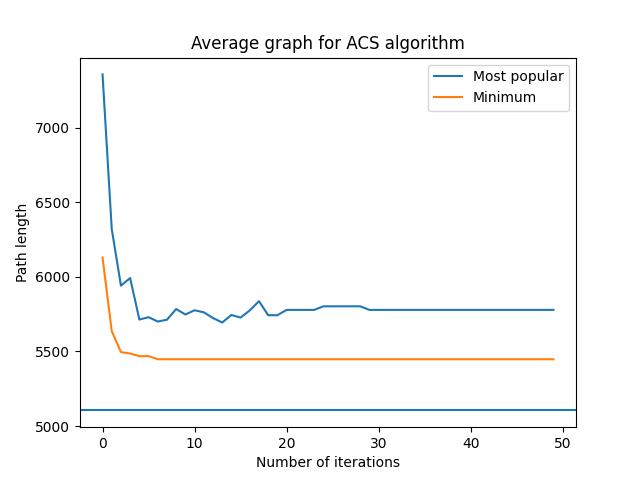 Average graph for ACS algorithm
Most popular
Minimum
7000
6500
6000
5500
5000
Path length
0 10 20 30 40 50
Number of iterations